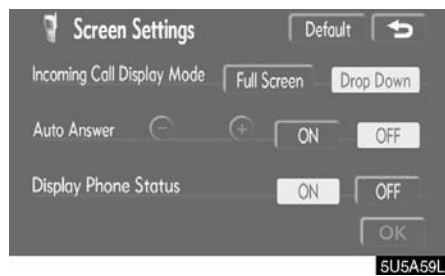 Screen Settings Default
Incoming Call Display Mode Full Screen Drop Down
Auto Answer - + ON OFF
Display Phone Status ON OFF
OK
5U5A59L